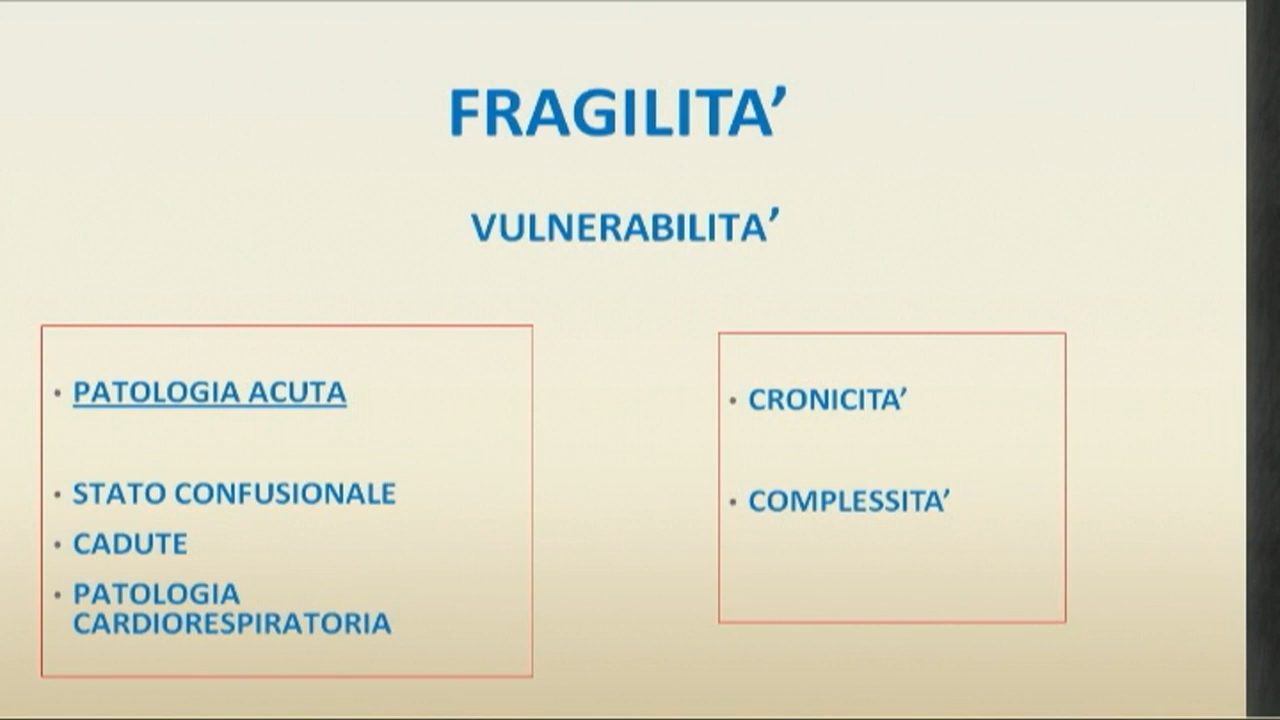 FRAGILITA’
VULNERABILITA’
• PATOLOGIA ACUTA
• STATO CONFUSIONALE
• CADUTE
• PATOLOGIA
CARDIORESPIRATORIA
• CRONICITA’
• COMPLESSITA’